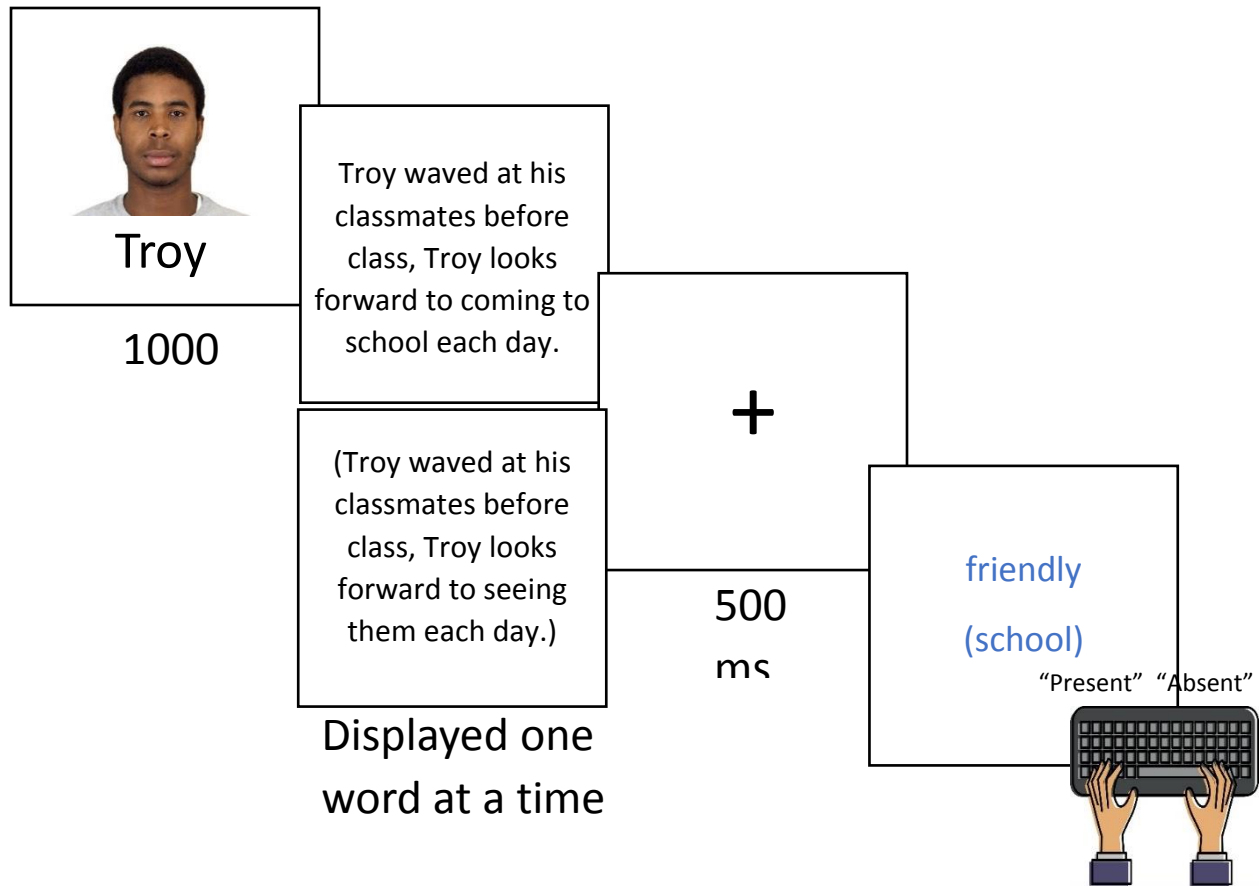 Troy
1000
Troy waved at his
classmates before
class, Troy looks
forward to coming to
school each day.
(Troy waved at his
classmates before
class, Troy looks
forward to seeing
them each day.)
Displayed one
word at a time
+
500
ms
friendly
(school)
“Present” “Absent”